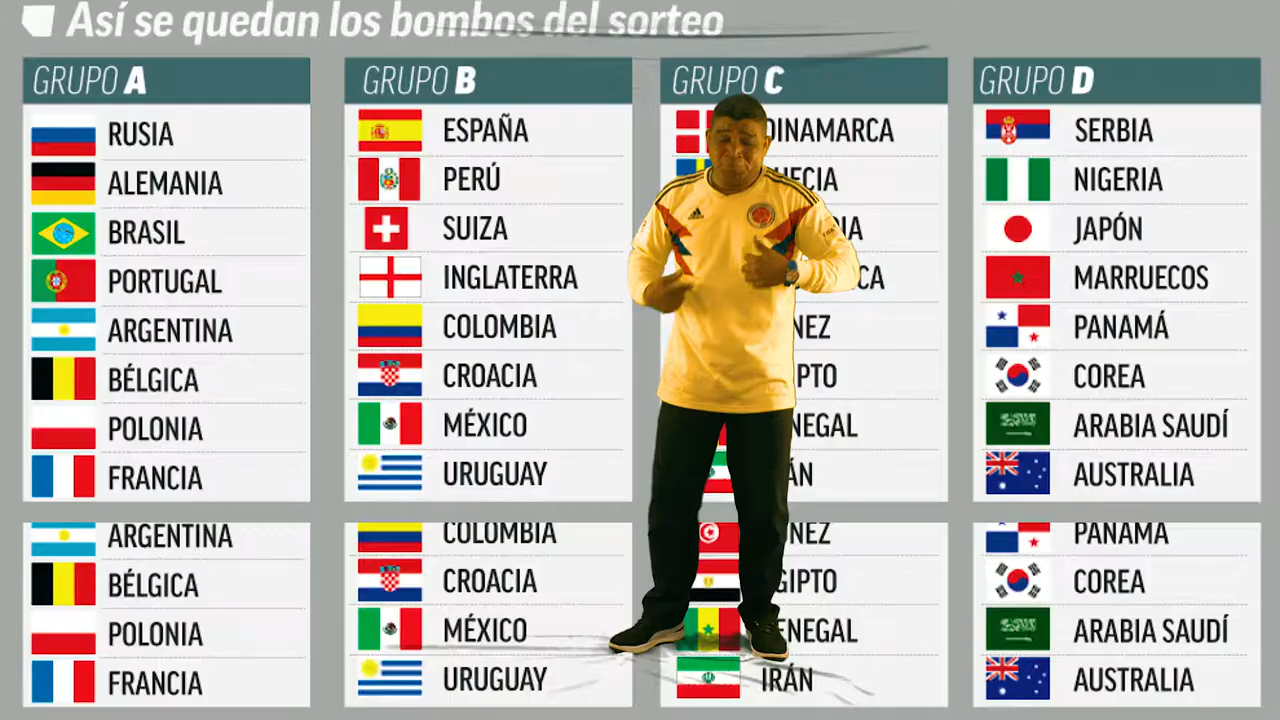 Así se quedan los bombos del sorteo
GRUPO A
RUSIA
ALEMANIA
BRASIL
PORTUGAL
ARGENTINA
BÉLGICA
POLONIA
FRANCIA
ARGENTINA
BÉLGICA
POLONIA
FRANCIA
GRUPO B
ESPAÑA
PERÚ
SUIZA
INGLATERRA
COLOMBIA
CROACIA
MÉXICO
URUGUAY
COLOMBIA
CROACIA
MÉXICO
URUGUAY
GRUPO C
DINAMARCA
IRÁN
GRUPO D
SERBIA
NIGERIA
JAPÓN
MARRUECOS
PANAMÁ
COREA
ARABIA SAUDÍ
AUSTRALIA
PANAMÁ
COREA
ARABIA SAUDÍ
AUSTRALIA